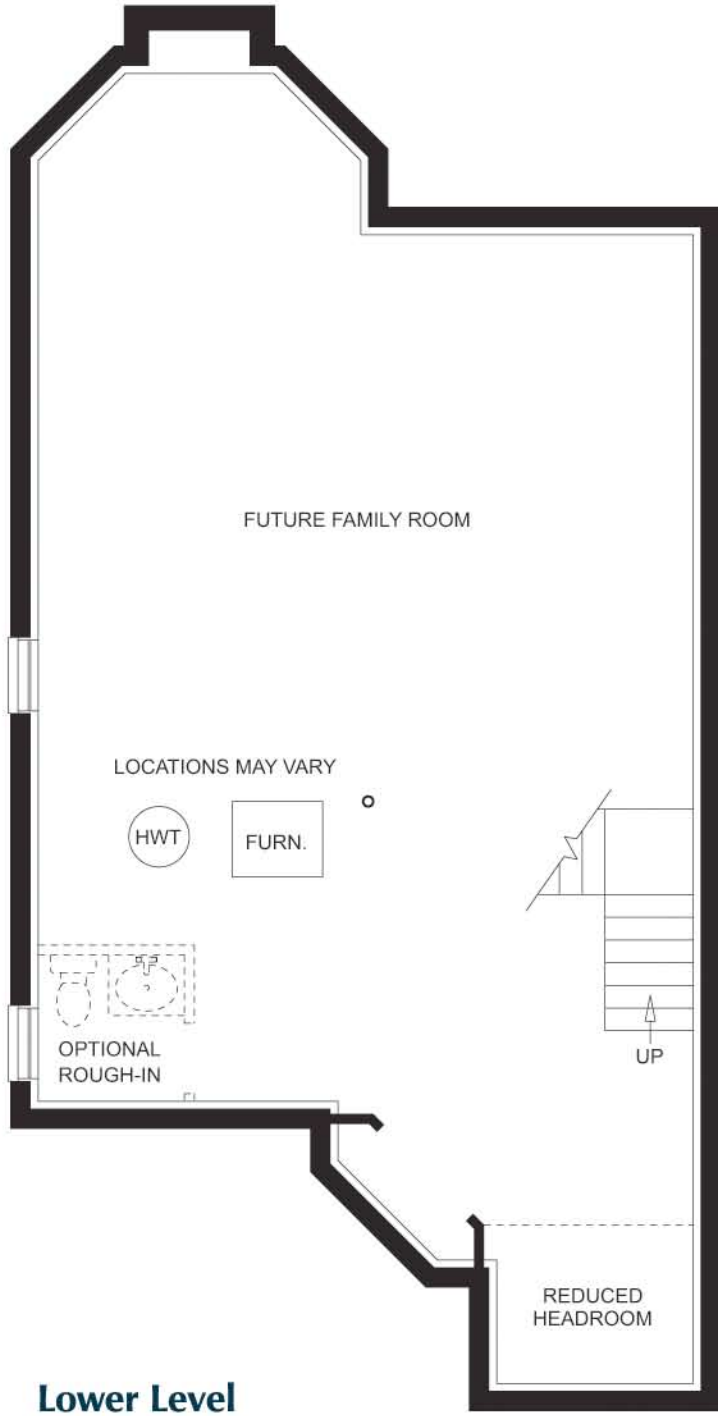 FUTURE FAMILY ROOM
LOCATIONS MAY VARY
HWT
FURN.
OPTIONAL
ROUGH-IN
UP
REDUCED
HEADROOM
Lower Level